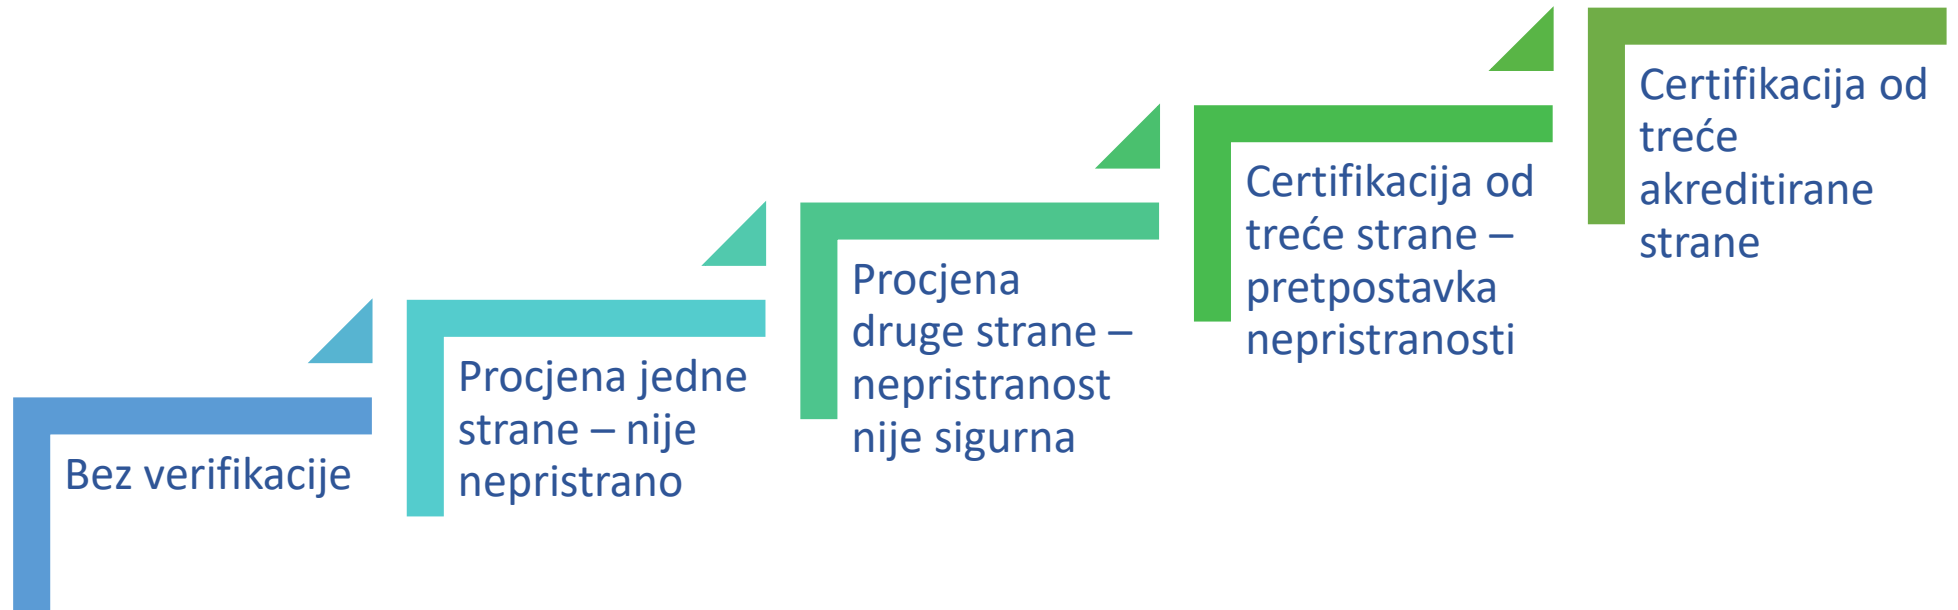 Bez verifikacije
Procjena jedne
strane – nije
nepristrano
Procjena
druge strane –
nepristranost
nije sigurna
Certifikacija od
treće strane –
pretpostavka
nepristranosti
Certifikacija od
treće
akreditirane
strane